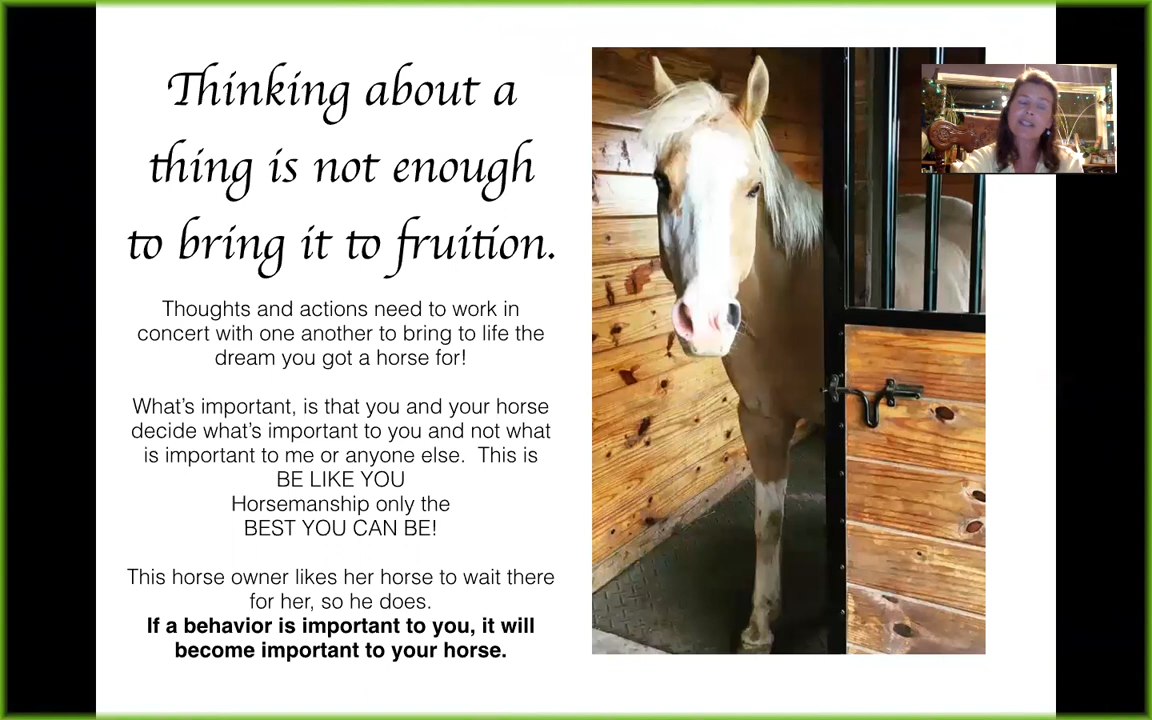 Thinking about a
thing is not enough
to bring it to fruition.
Thoughts and actions need to work in
concert with one another to bring to life the
dream you got a horse for!
What's important, is that you and your horse
decide what's important to you and not what
is important to me or anyone else.  This is
BE LIKE YOU
Horsemanship only the
BEST YOU CAN BE!
This horse owner likes her horse to wait there
for her, so he does.
If a behavior is important to you, it will
become important to your horse.